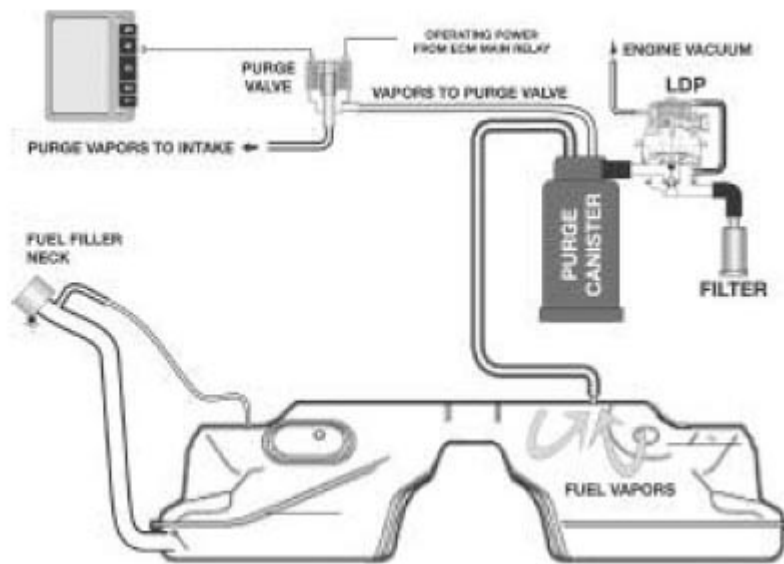 OPERATING POWER
FROM ECM MAIN RELAY
ENGINE VACUUM
PURGE
VALVE
LDP
VAPORS TO PURGE VALVE
PURGE VAPORS TO INTAKE
PURGE
CANISTER
FUEL FILLER
NECK
FILTER
FUEL VAPORS